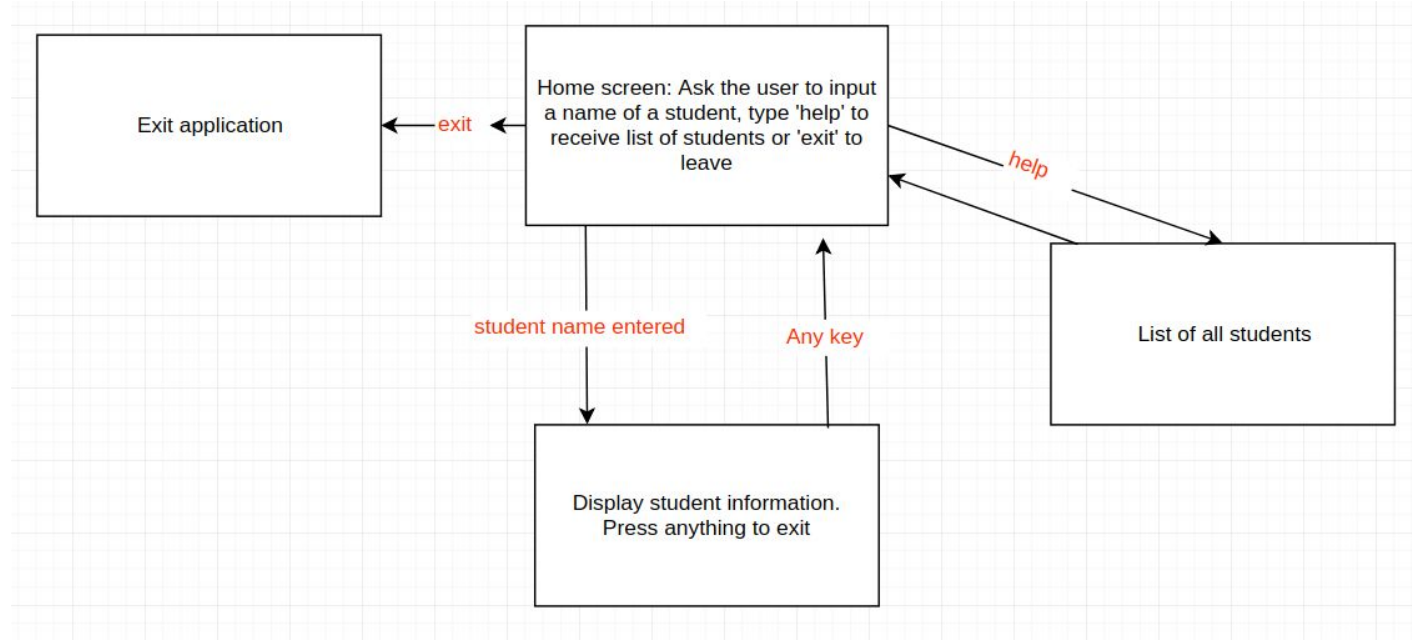 Exit application
exit
Home screen: Ask the user to input
a name of a student, type 'help' to
receive list of students or 'exit' to
leave
help
student name entered
Any key
List of all students
Display student information.
Press anything to exit